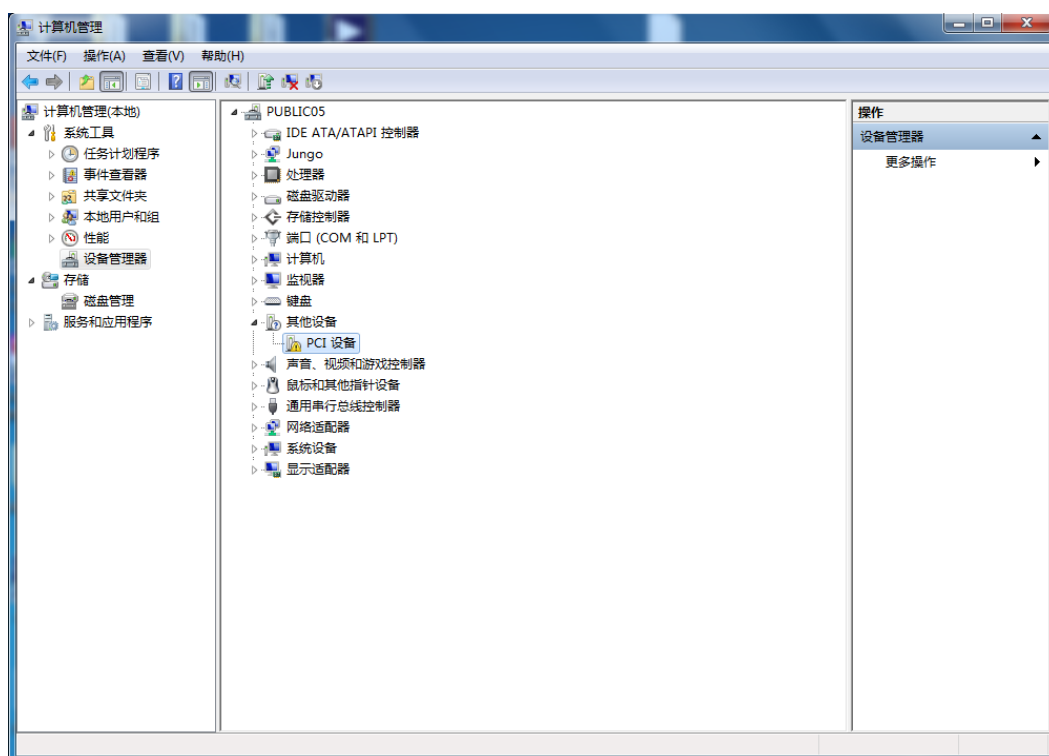 计算机管理
文件(F) 操作(A) 查看(V) 帮助(H)
计算机管理(本地)
系统工具
任务计划程序
事件查看器
共享文件夹
本地用户和组
性能
设备管理器
存储
磁盘管理
服务和应用程序
PUBLIC05
IDE ATA/ATAPI 控制器
Jungo
处理器
磁盘驱动器
存储控制器
端口 (COM 和 LPT)
计算机
监视器
键盘
其他设备
PCI 设备
声音、视频和游戏控制器
鼠标和其他指针设备
通用串行总线控制器
网络适配器
系统设备
显示适配器
操作
设备管理器
更多操作